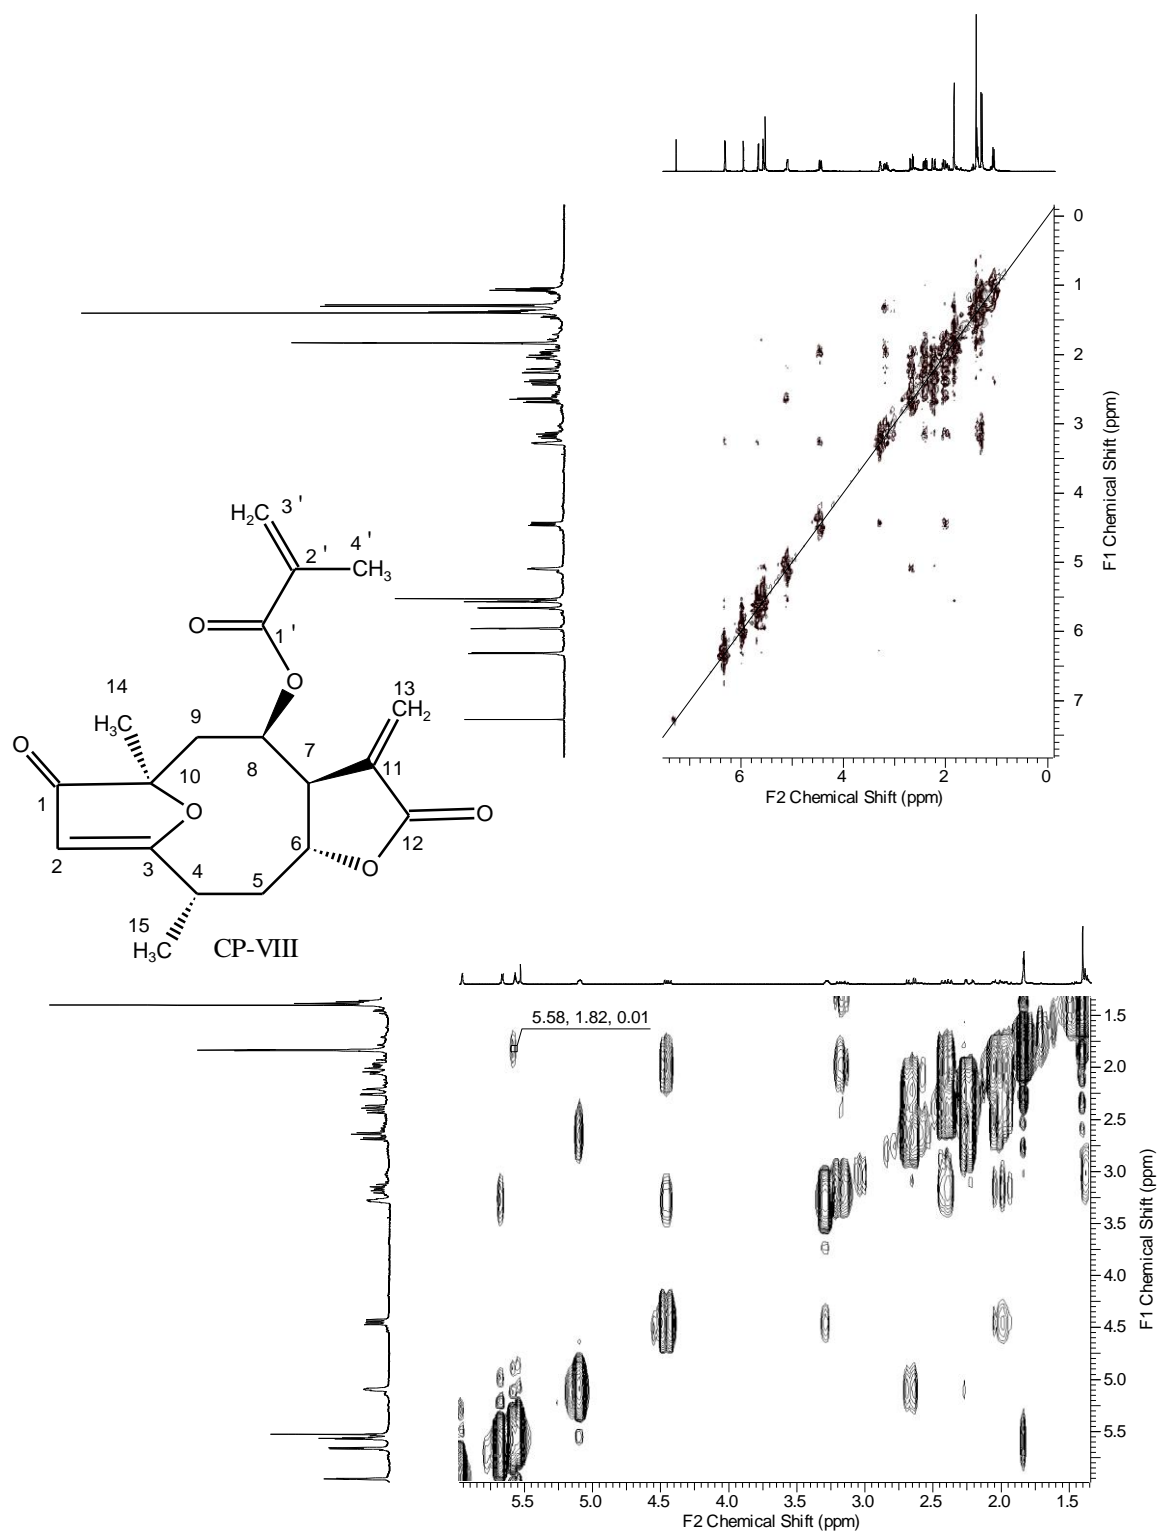 0
1
2
3
4
5
6
7
F1 Chemical Shift (ppm)
6 4 2 0
F2 Chemical Shift (ppm)
H₂C 3 '
2 ' 4 '
CH₃
O 1 '
O
14 13
H₃C 9 CH₂
O 7
10 8 11
1 O O
6 12
2 3 4 5 O
15
H₃C
CP-VIII
5.58, 1.82, 0.01
1.5
2.0
2.5
3.0
3.5
4.0
4.5
5.0
5.5
F1 Chemical Shift (ppm)
5.5 5.0 4.5 4.0 3.5 3.0 2.5 2.0 1.5
F2 Chemical Shift (ppm)